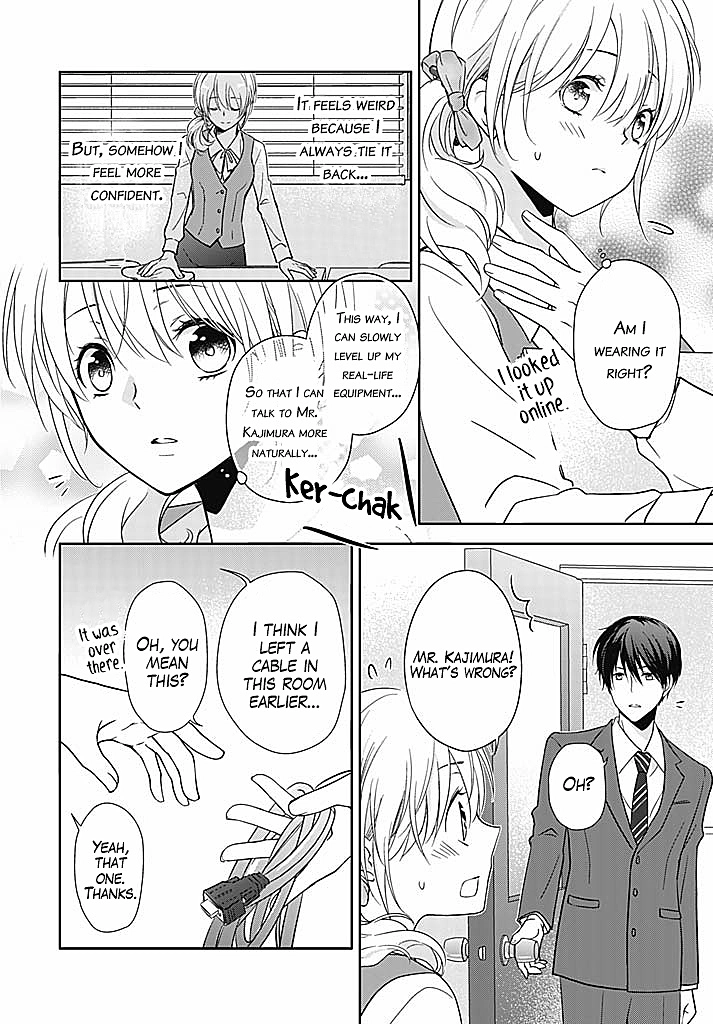 AM I
WEARING IT
RIGHT?
I looked
it up
online.
IT FEELS WEIRD
BECAUSE I
ALWAYS TIE IT
BACK...
BUT, SOMEHOW I
FEEL MORE
CONFIDENT.
THIS WAY, I
CAN SLOWLY
LEVEL UP MY
REAL-LIFE
EQUIPMENT...
SO THAT I CAN
TALK TO MR.
KAJIMURA MORE
NATURALLY...
Ker-Chak
OH?
MR. KAJIMURA!
WHAT'S WRONG?
I THINK I
LEFT A
CABLE IN
THIS ROOM
EARLIER...
OH, YOU
MEAN
THIS?
It was
over
there.
YEAH,
THAT
ONE.
THANKS.